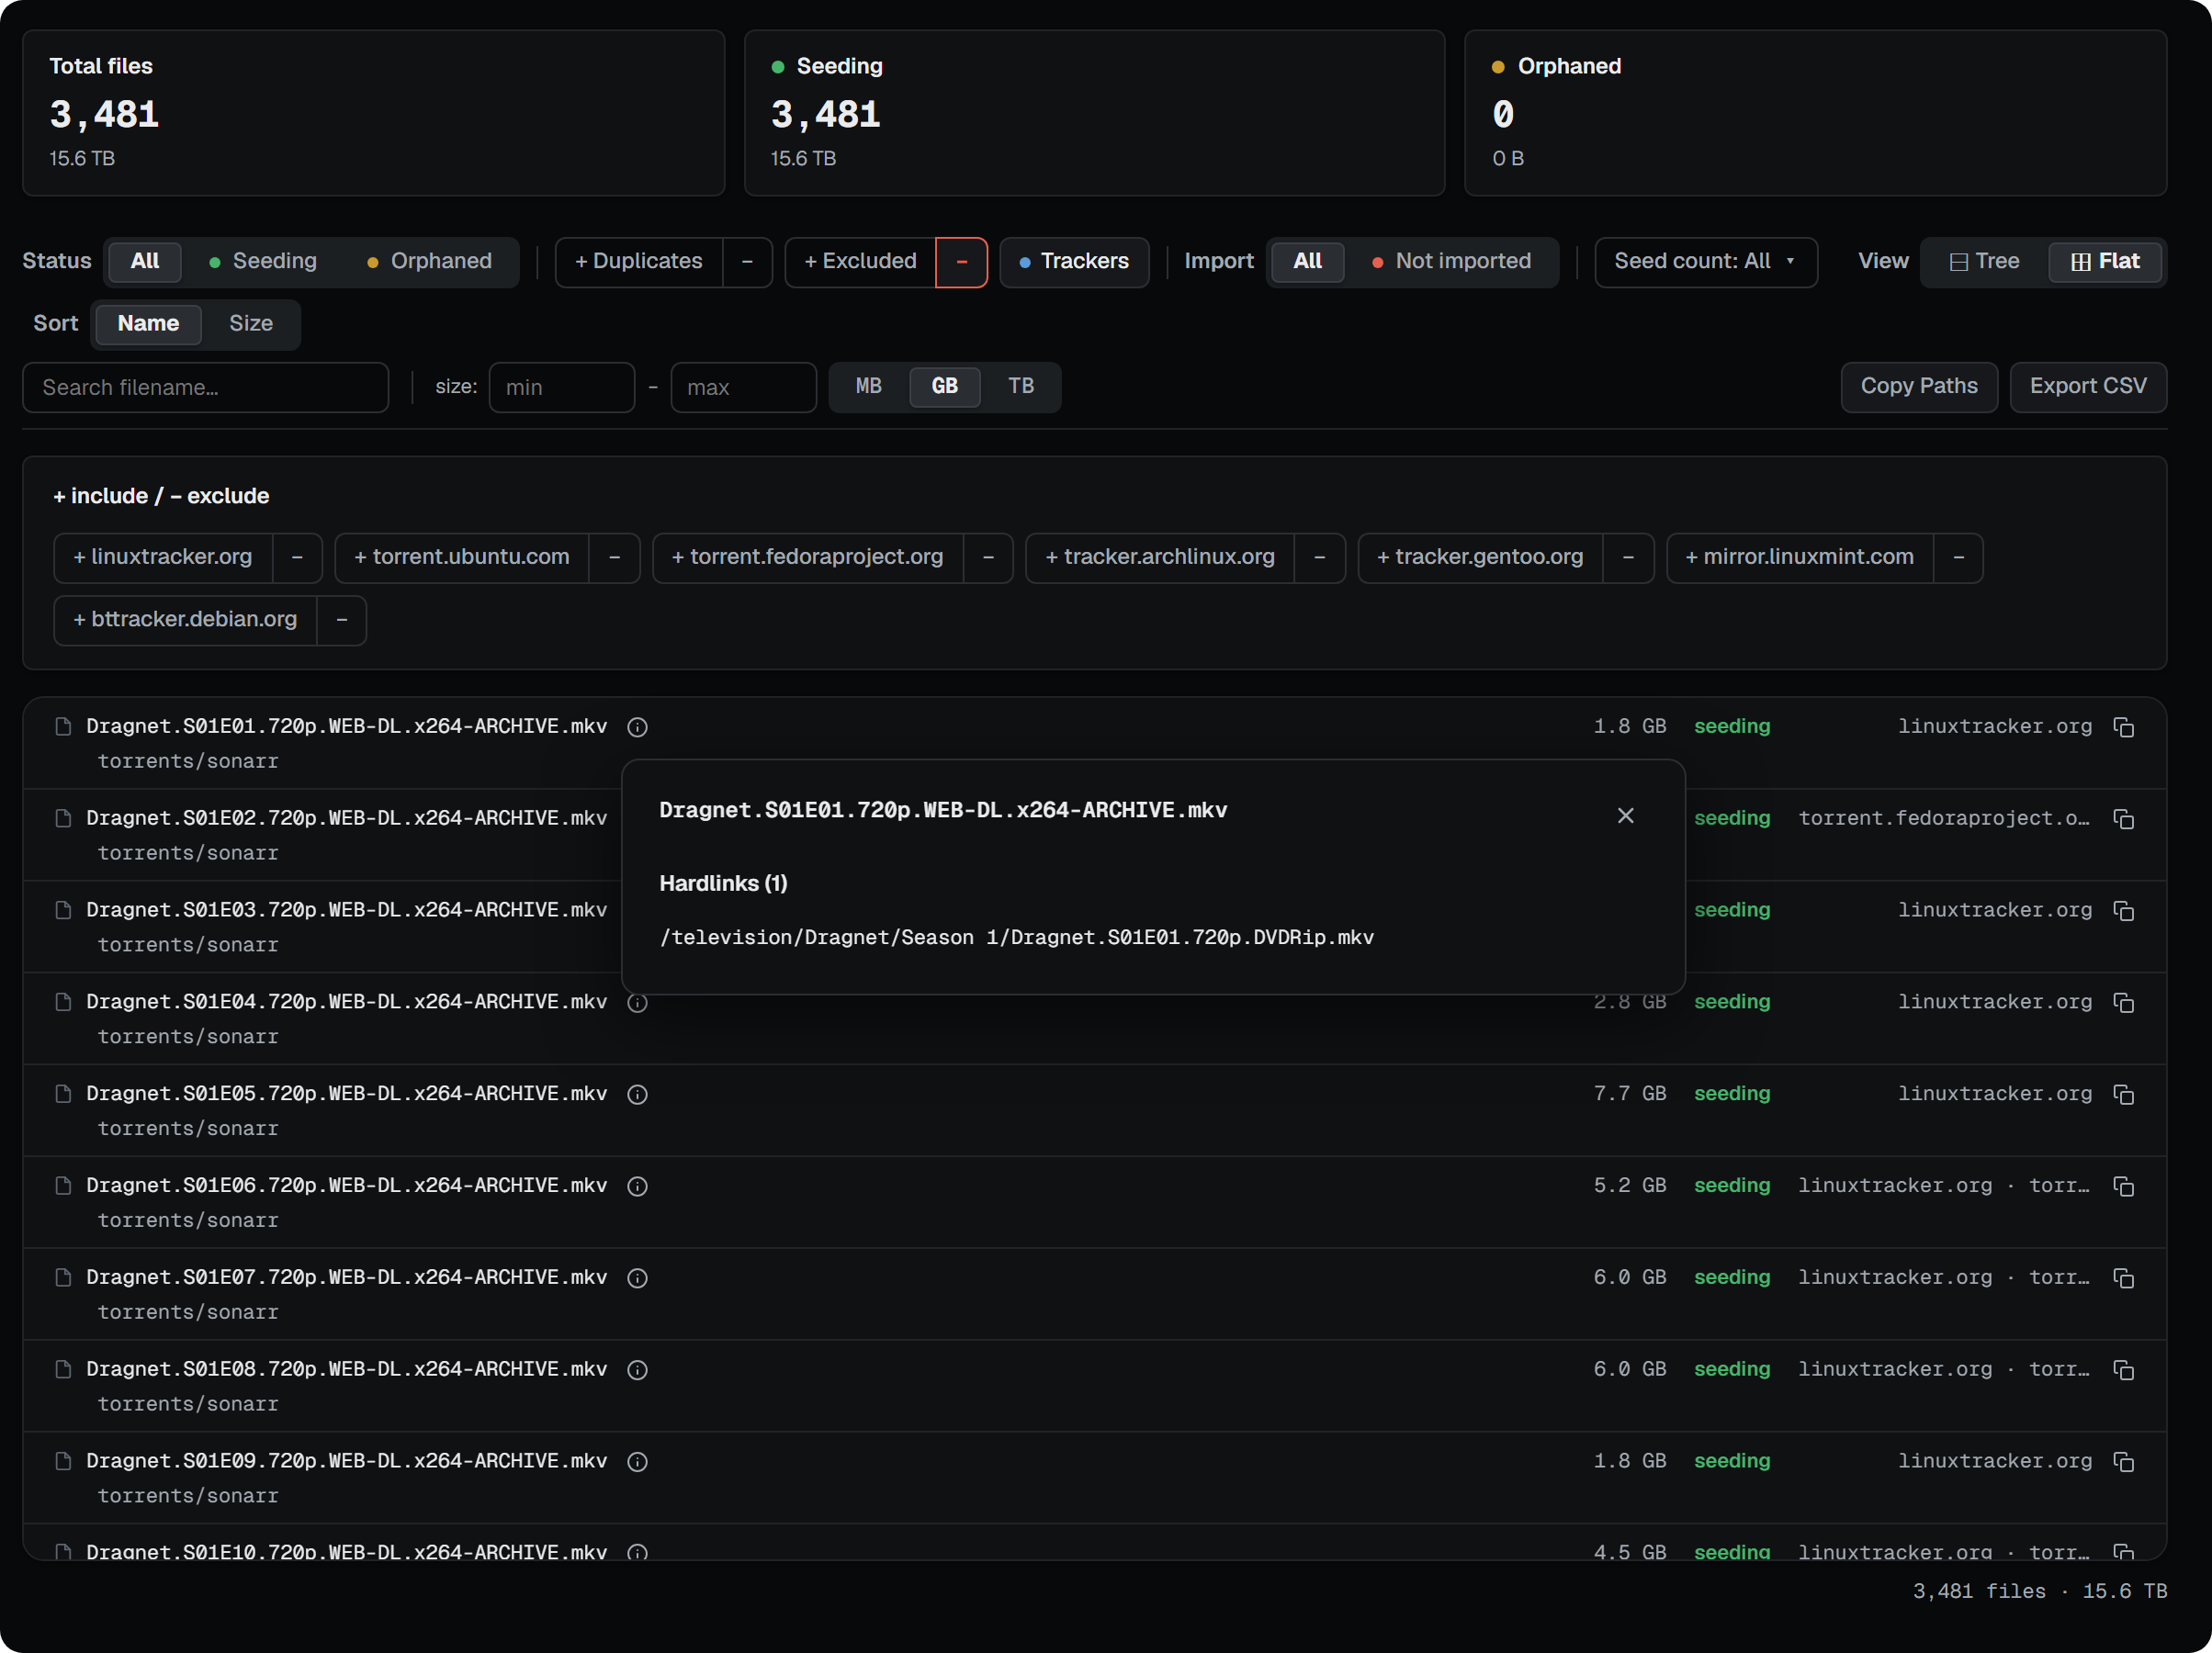 Total files
3,481
15.6 TB
Seeding
3,481
15.6 TB
Orphaned
0
0 B
Status All Seeding Orphaned + Duplicates − + Excluded − Trackers Import All Not imported Seed count: All View Tree Flat
Sort Name Size
Search filename... size: min – max MB GB TB Copy Paths Export CSV
+ include / − exclude
+ linuxtracker.org − + torrent.ubuntu.com − + torrent.fedoraproject.org − + tracker.archlinux.org − + tracker.gentoo.org − + mirror.linuxmint.com −
+ bttracker.debian.org −
Dragnet.S01E01.720p.WEB-DL.x264-ARCHIVE.mkv 1.8 GB seeding linuxtracker.org
torrents/sonarr
Dragnet.S01E02.720p.WEB-DL.x264-ARCHIVE.mkv seeding torrent.fedoraproject.o…
torrents/sonarr
Dragnet.S01E03.720p.WEB-DL.x264-ARCHIVE.mkv seeding linuxtracker.org
torrents/sonarr
Dragnet.S01E01.720p.WEB-DL.x264-ARCHIVE.mkv
Hardlinks (1)
/television/Dragnet/Season 1/Dragnet.S01E01.720p.DVDRip.mkv
Dragnet.S01E04.720p.WEB-DL.x264-ARCHIVE.mkv 2.8 GB seeding linuxtracker.org
torrents/sonarr
Dragnet.S01E05.720p.WEB-DL.x264-ARCHIVE.mkv 7.7 GB seeding linuxtracker.org
torrents/sonarr
Dragnet.S01E06.720p.WEB-DL.x264-ARCHIVE.mkv 5.2 GB seeding linuxtracker.org · torr…
torrents/sonarr
Dragnet.S01E07.720p.WEB-DL.x264-ARCHIVE.mkv 6.0 GB seeding linuxtracker.org · torr…
torrents/sonarr
Dragnet.S01E08.720p.WEB-DL.x264-ARCHIVE.mkv 6.0 GB seeding linuxtracker.org · torr…
torrents/sonarr
Dragnet.S01E09.720p.WEB-DL.x264-ARCHIVE.mkv 1.8 GB seeding linuxtracker.org
torrents/sonarr
Dragnet.S01E10.720p.WEB-DL.x264-ARCHIVE.mkv 4.5 GB seeding linuxtracker.org · torr…
3,481 files · 15.6 TB